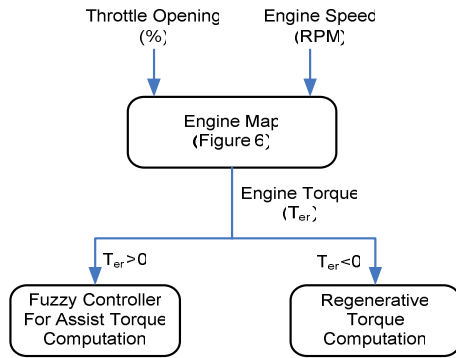 Throttle Opening
(%)
Engine Speed
(RPM)
Engine Map
(Figure 6)
Engine Torque
(Ter)
Ter>0
Ter<0
Fuzzy Controller
For Assist Torque
Computation
Regenerative
Torque
Computation